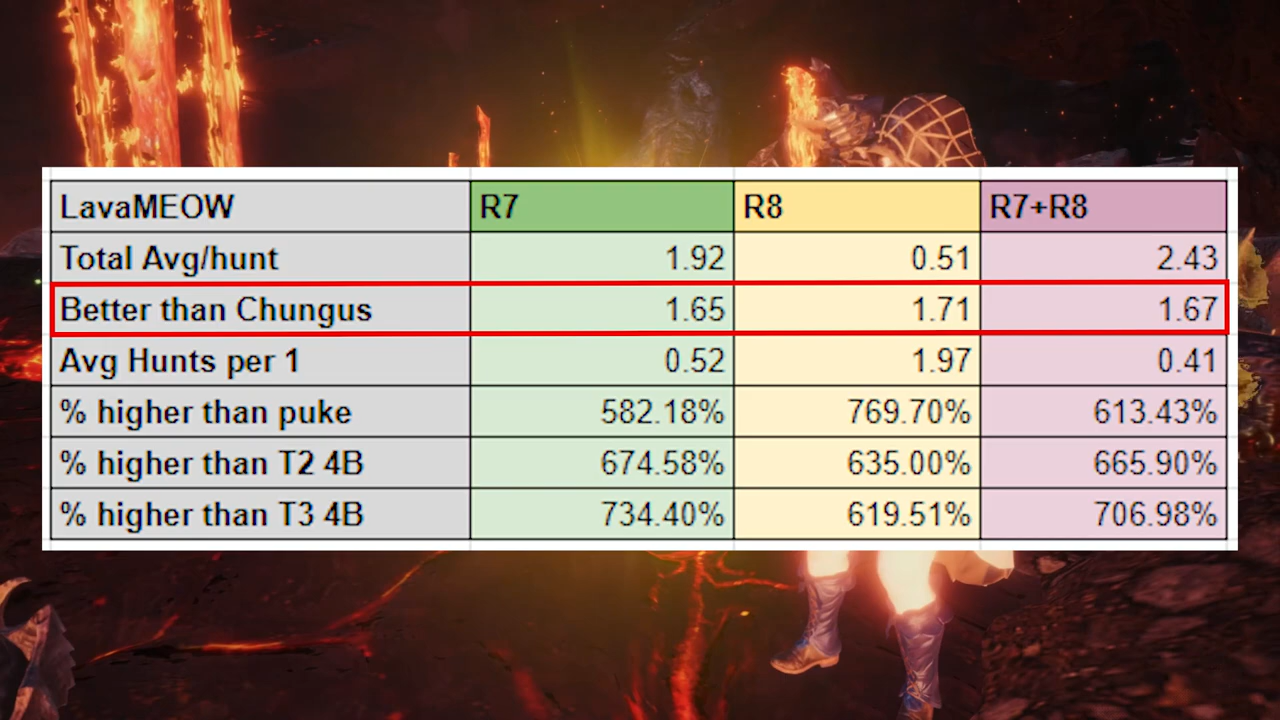 LavaMEOW R7 R8 R7+R8
Total Avg/hunt 1.92 0.51 2.43
Better than Chungus 1.65 1.71 1.67
Avg Hunts per 1 0.52 1.97 0.41
% higher than puke 582.18% 769.70% 613.43%
% higher than T2 4B 674.58% 635.00% 665.90%
% higher than T3 4B 734.40% 619.51% 706.98%